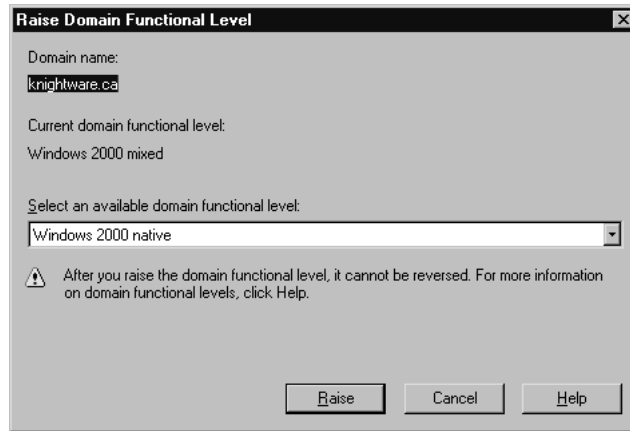 Raise Domain Functional Level
Domain name:
knightware.ca
Current domain functional level:
Windows 2000 mixed
Select an available domain functional level:
Windows 2000 native
After you raise the domain functional level, it cannot be reversed. For more information
on domain functional levels, click Help.
Raise Cancel Help